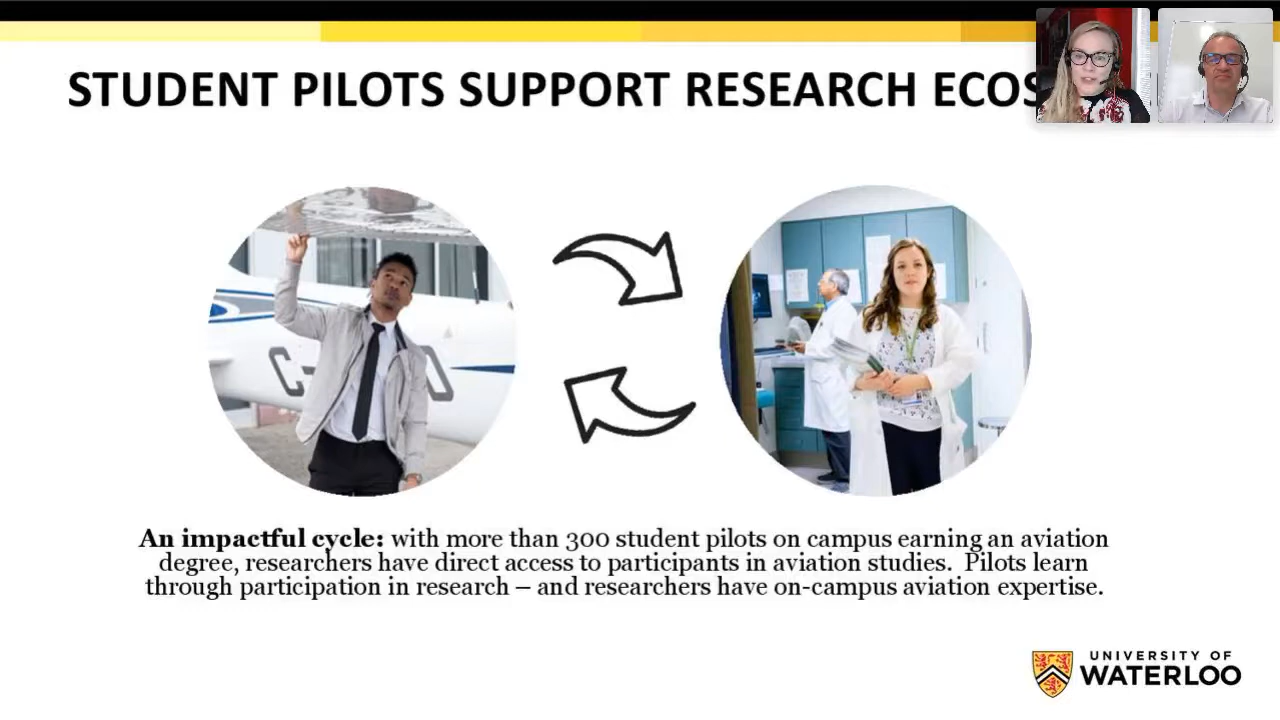 STUDENT PILOTS SUPPORT RESEARCH
An impactful cycle: with more than 300 student pilots on campus earning an aviation
degree, researchers have direct access to participants in aviation studies.  Pilots learn
through participation in research – and researchers have on-campus aviation expertise.
UNIVERSITY OF
WATERLOO